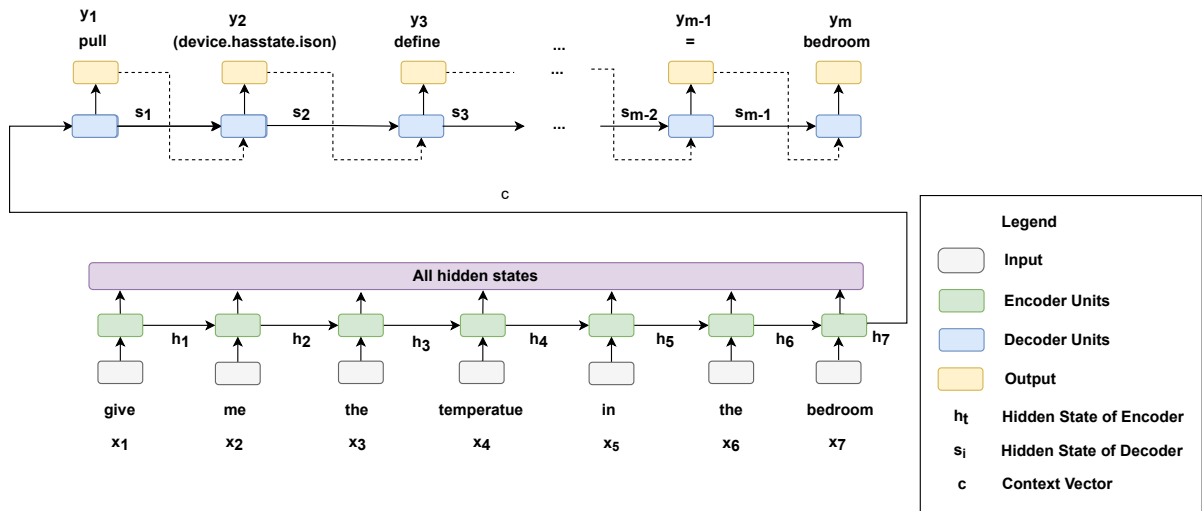 y1 y2 y3 ym-1 ym
pull (device.hasstate.ison) define ... = bedroom
...
s1 s2 s3 ... sm-2 sm-1
c
All hidden states
h1 h2 h3 h4 h5 h6 h7
give me the temperatue in the bedroom
x1 x2 x3 x4 x5 x6 x7
Legend
Input
Encoder Units
Decoder Units
Output
ht Hidden State of Encoder
si Hidden State of Decoder
c Context Vector